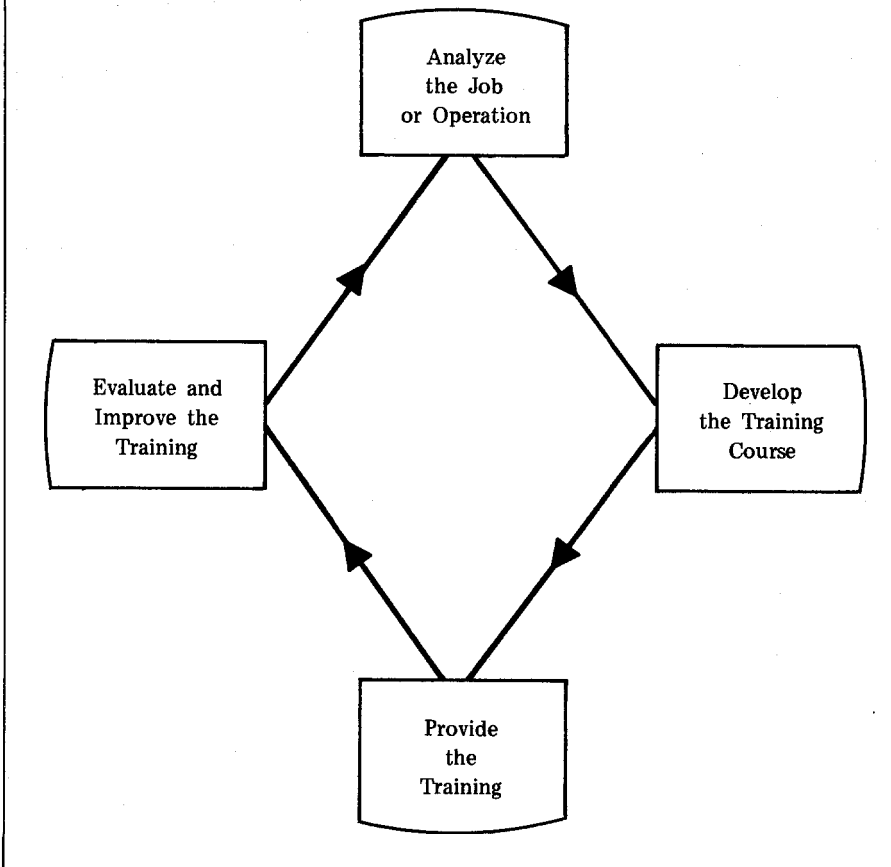 Analyze
the Job
or Operation
Develop
the Training
Course
Provide
the
Training
Evaluate and
Improve the
Training